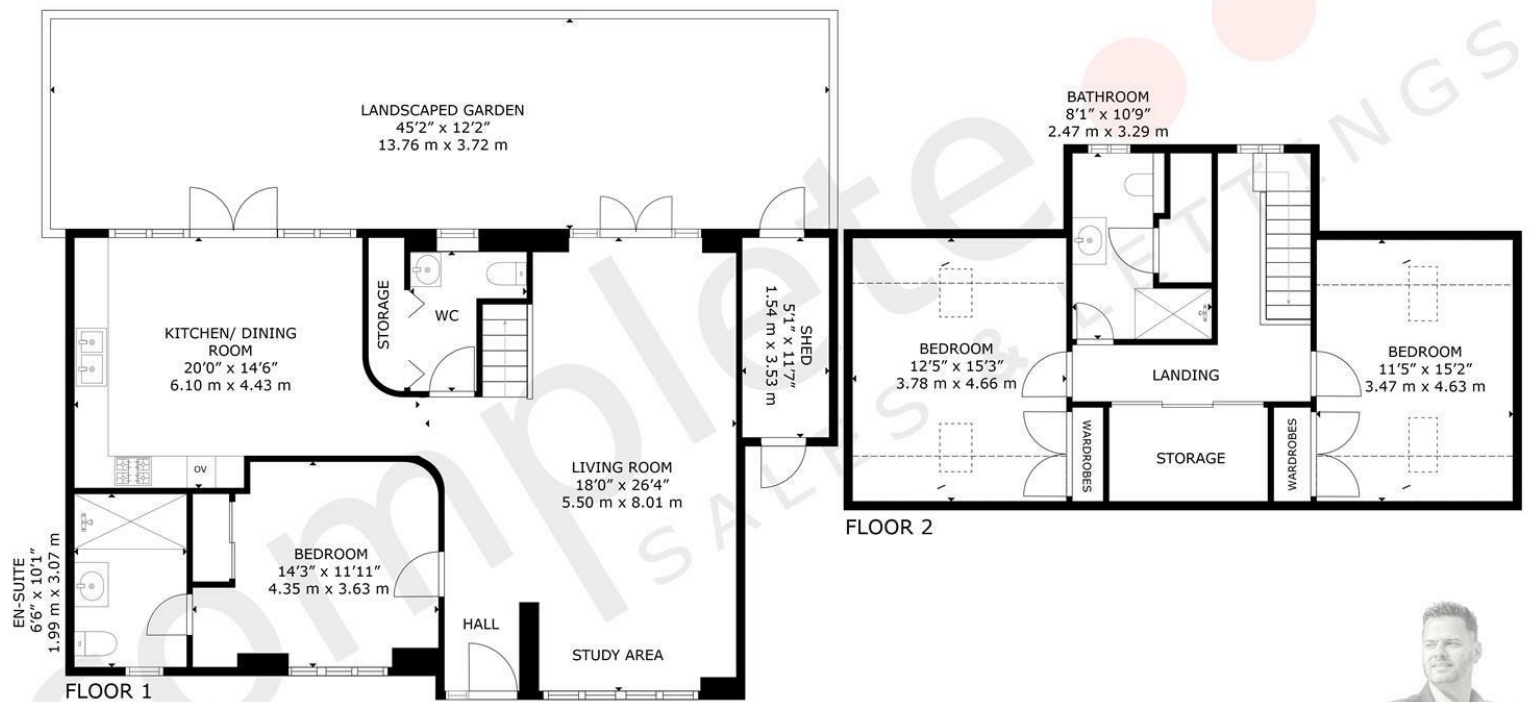 LANDSCAPED GARDEN
45'2" x 12'2"
13.76 m x 3.72 m
KITCHEN/ DINING
ROOM
20'0" x 14'6"
6.10 m x 4.43 m
STORAGE
WC
SHED
5'1" x 11'7"
1.54 m x 3.53 m
LIVING ROOM
18'0" x 26'4"
5.50 m x 8.01 m
OV
EN-SUITE
6'6" x 10'1"
1.99 m x 3.07 m
BEDROOM
14'3" x 11'11"
4.35 m x 3.63 m
HALL
STUDY AREA
FLOOR 1
BATHROOM
8'1" x 10'9"
2.47 m x 3.29 m
BEDROOM
12'5" x 15'3"
3.78 m x 4.66 m
LANDING
BEDROOM
11'5" x 15'2"
3.47 m x 4.63 m
WARDROBES
STORAGE
WARDROBES
FLOOR 2
complete
SALES & LETTINGS